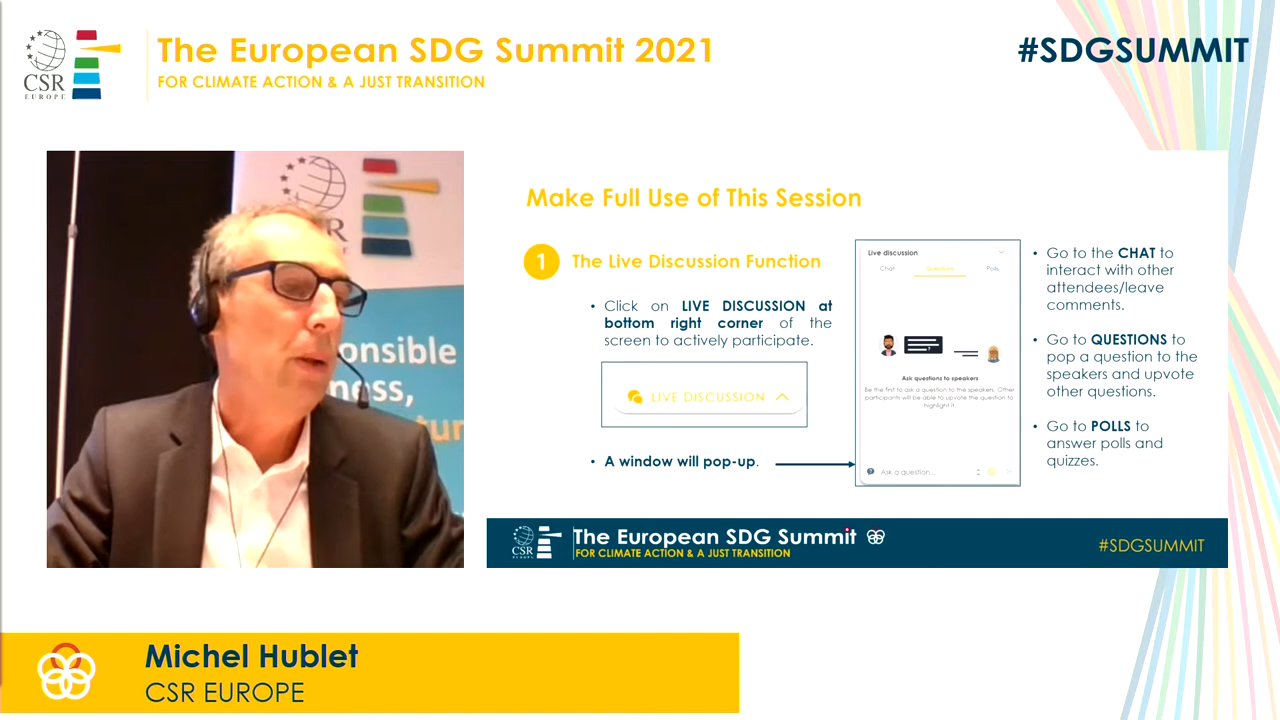 The European SDG Summit 2021
FOR CLIMATE ACTION & A JUST TRANSITION
#SDGSUMMIT
CSR
EUROPE
onsible
ness,
tur
Make Full Use of This Session
1
The Live Discussion Function
• Click on LIVE DISCUSSION at
bottom right corner of the
screen to actively participate.
LIVE DISCUSSION
• A window will pop-up.
Live discussion
Chat Questions Polls
Ask questions to speakers
Be the first to ask a question to the speakers. Other
participants will be able to upvote the question to
highlight it.
Ask a question...
• Go to the CHAT to
interact with other
attendees/leave
comments.
• Go to QUESTIONS to
pop a question to the
speakers and upvote
other questions.
• Go to POLLS to
answer polls and
quizzes.
CSR
The European SDG Summit
FOR CLIMATE ACTION & A JUST TRANSITION
#SDGSUMMIT
Michel Hublet
CSR EUROPE